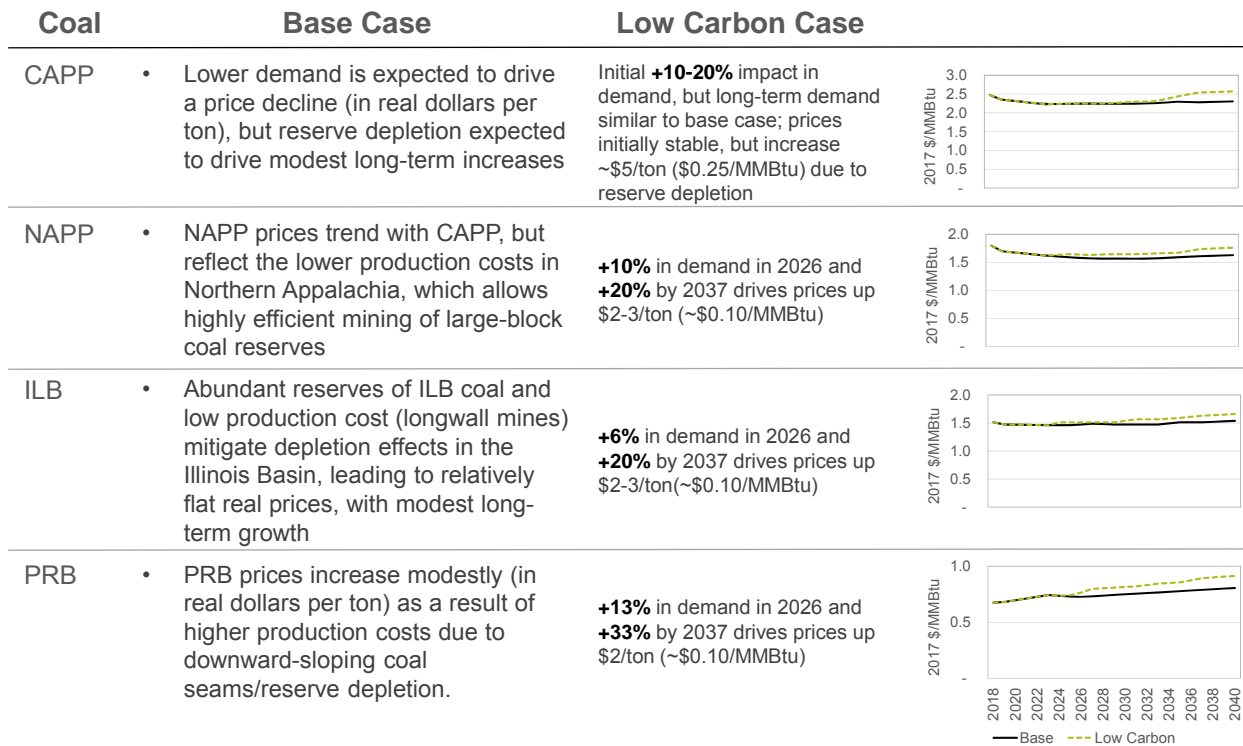 Coal Base Case Low Carbon Case
CAPP
• Lower demand is expected to drive
a price decline (in real dollars per
ton), but reserve depletion expected
to drive modest long-term increases
Initial +10-20% impact in
demand, but long-term demand
similar to base case; prices
initially stable, but increase
~$5/ton ($0.25/MMBtu) due to
reserve depletion
2017 $/MMBtu
3.0
2.5
2.0
1.5
1.0
0.5
-
NAPP
• NAPP prices trend with CAPP, but
reflect the lower production costs in
Northern Appalachia, which allows
highly efficient mining of large-block
coal reserves
+10% in demand in 2026 and
+20% by 2037 drives prices up
$2-3/ton (~$0.10/MMBtu)
2017 $/MMBtu
2.0
1.5
1.0
0.5
-
ILB
• Abundant reserves of ILB coal and
low production cost (longwall mines)
mitigate depletion effects in the
Illinois Basin, leading to relatively
flat real prices, with modest long-
term growth
+6% in demand in 2026 and
+20% by 2037 drives prices up
$2-3/ton(~$0.10/MMBtu)
2017 $/MMBtu
2.0
1.5
1.0
0.5
-
PRB
• PRB prices increase modestly (in
real dollars per ton) as a result of
higher production costs due to
downward-sloping coal
seams/reserve depletion.
+13% in demand in 2026 and
+33% by 2037 drives prices up
$2/ton (~$0.10/MMBtu)
2017 $/MMBtu
1.0
0.5
-
2018 2020 2022 2024 2026 2028 2030 2032 2034 2036 2038 2040
Base Low Carbon